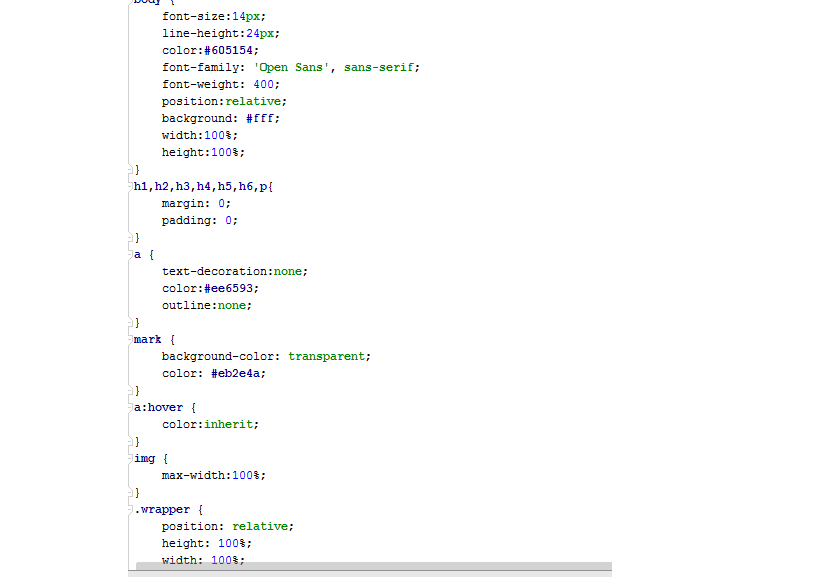 body {
font-size:14px;
line-height:24px;
color:#605154;
font-family: 'Open Sans', sans-serif;
font-weight: 400;
position:relative;
background: #fff;
width:100%;
height:100%;
}
h1,h2,h3,h4,h5,h6,p{
margin: 0;
padding: 0;
}
a {
text-decoration:none;
color:#ee6593;
outline:none;
}
mark {
background-color: transparent;
color: #eb2e4a;
}
a:hover {
color:inherit;
}
img {
max-width:100%;
}
.wrapper {
position: relative;
height: 100%;
width: 100%;